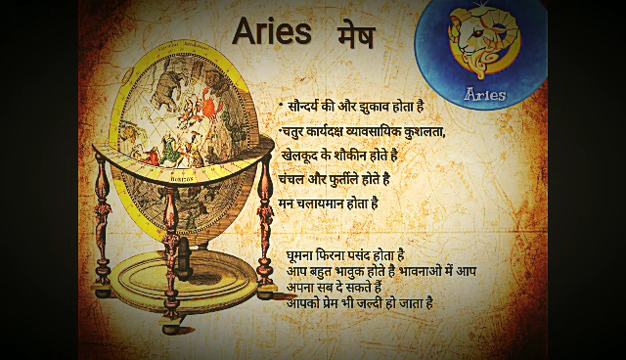 Aries मेष
Aries
* सौन्दर्य की और झुकाव होता है
*चतुर कार्यदक्ष व्यावसायिक कुशलता,
खेलकूद के शौकीन होते है
चंचल और फुर्तीले होते है
मन चलायमान होता है
घूमना फिरना पसंद होता है
आप बहुत भावुक होते है भावनाओ में आप
अपना सब दे सकते हैं
आपको प्रेम भी जल्दी हो जाता है